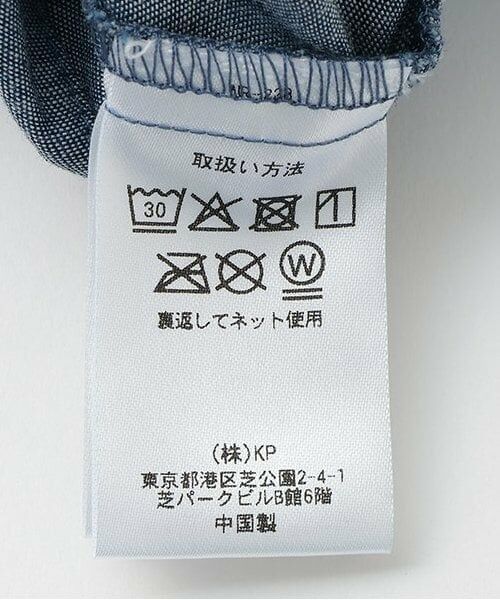 取扱い方法
30
W
裏返してネット使用
(株)KP
東京都港区芝公園2-4-1
芝パークビルB館6階
中国製